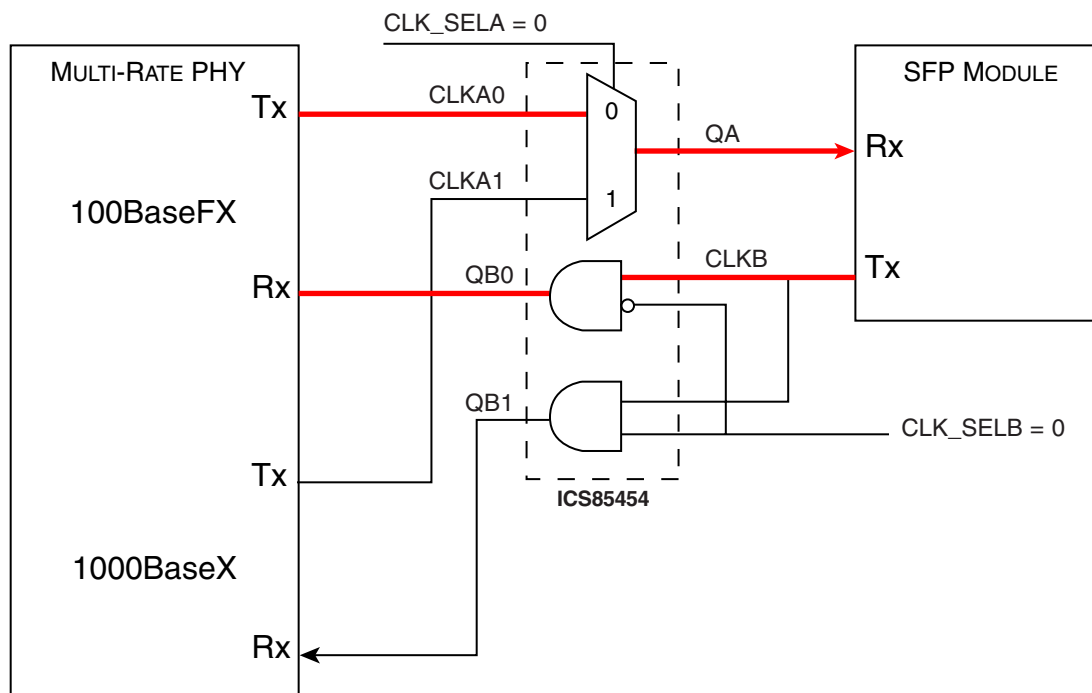 CLK_SELA = 0
MULTI-RATE PHY
SFP MODULE
Tx
CLKA0
0
QA
Rx
CLKA1
1
100BaseFX
CLKB
Tx
Rx
QB0
QB1
CLK_SELB = 0
Tx
ICS85454
1000BaseX
Rx